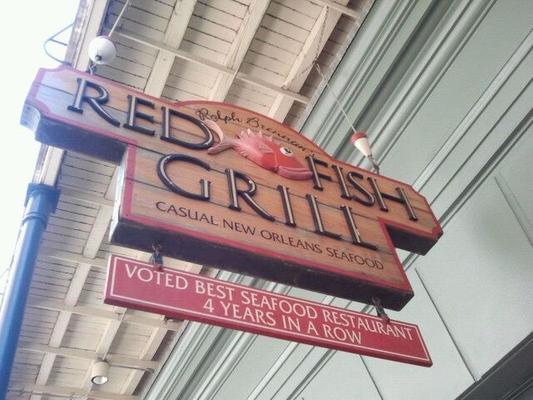 Ralph Brennan
RED FISH
GRILL
CASUAL NEW ORLEANS SEAFOOD
VOTED BEST SEAFOOD RESTAURANT
4 YEARS IN A ROW